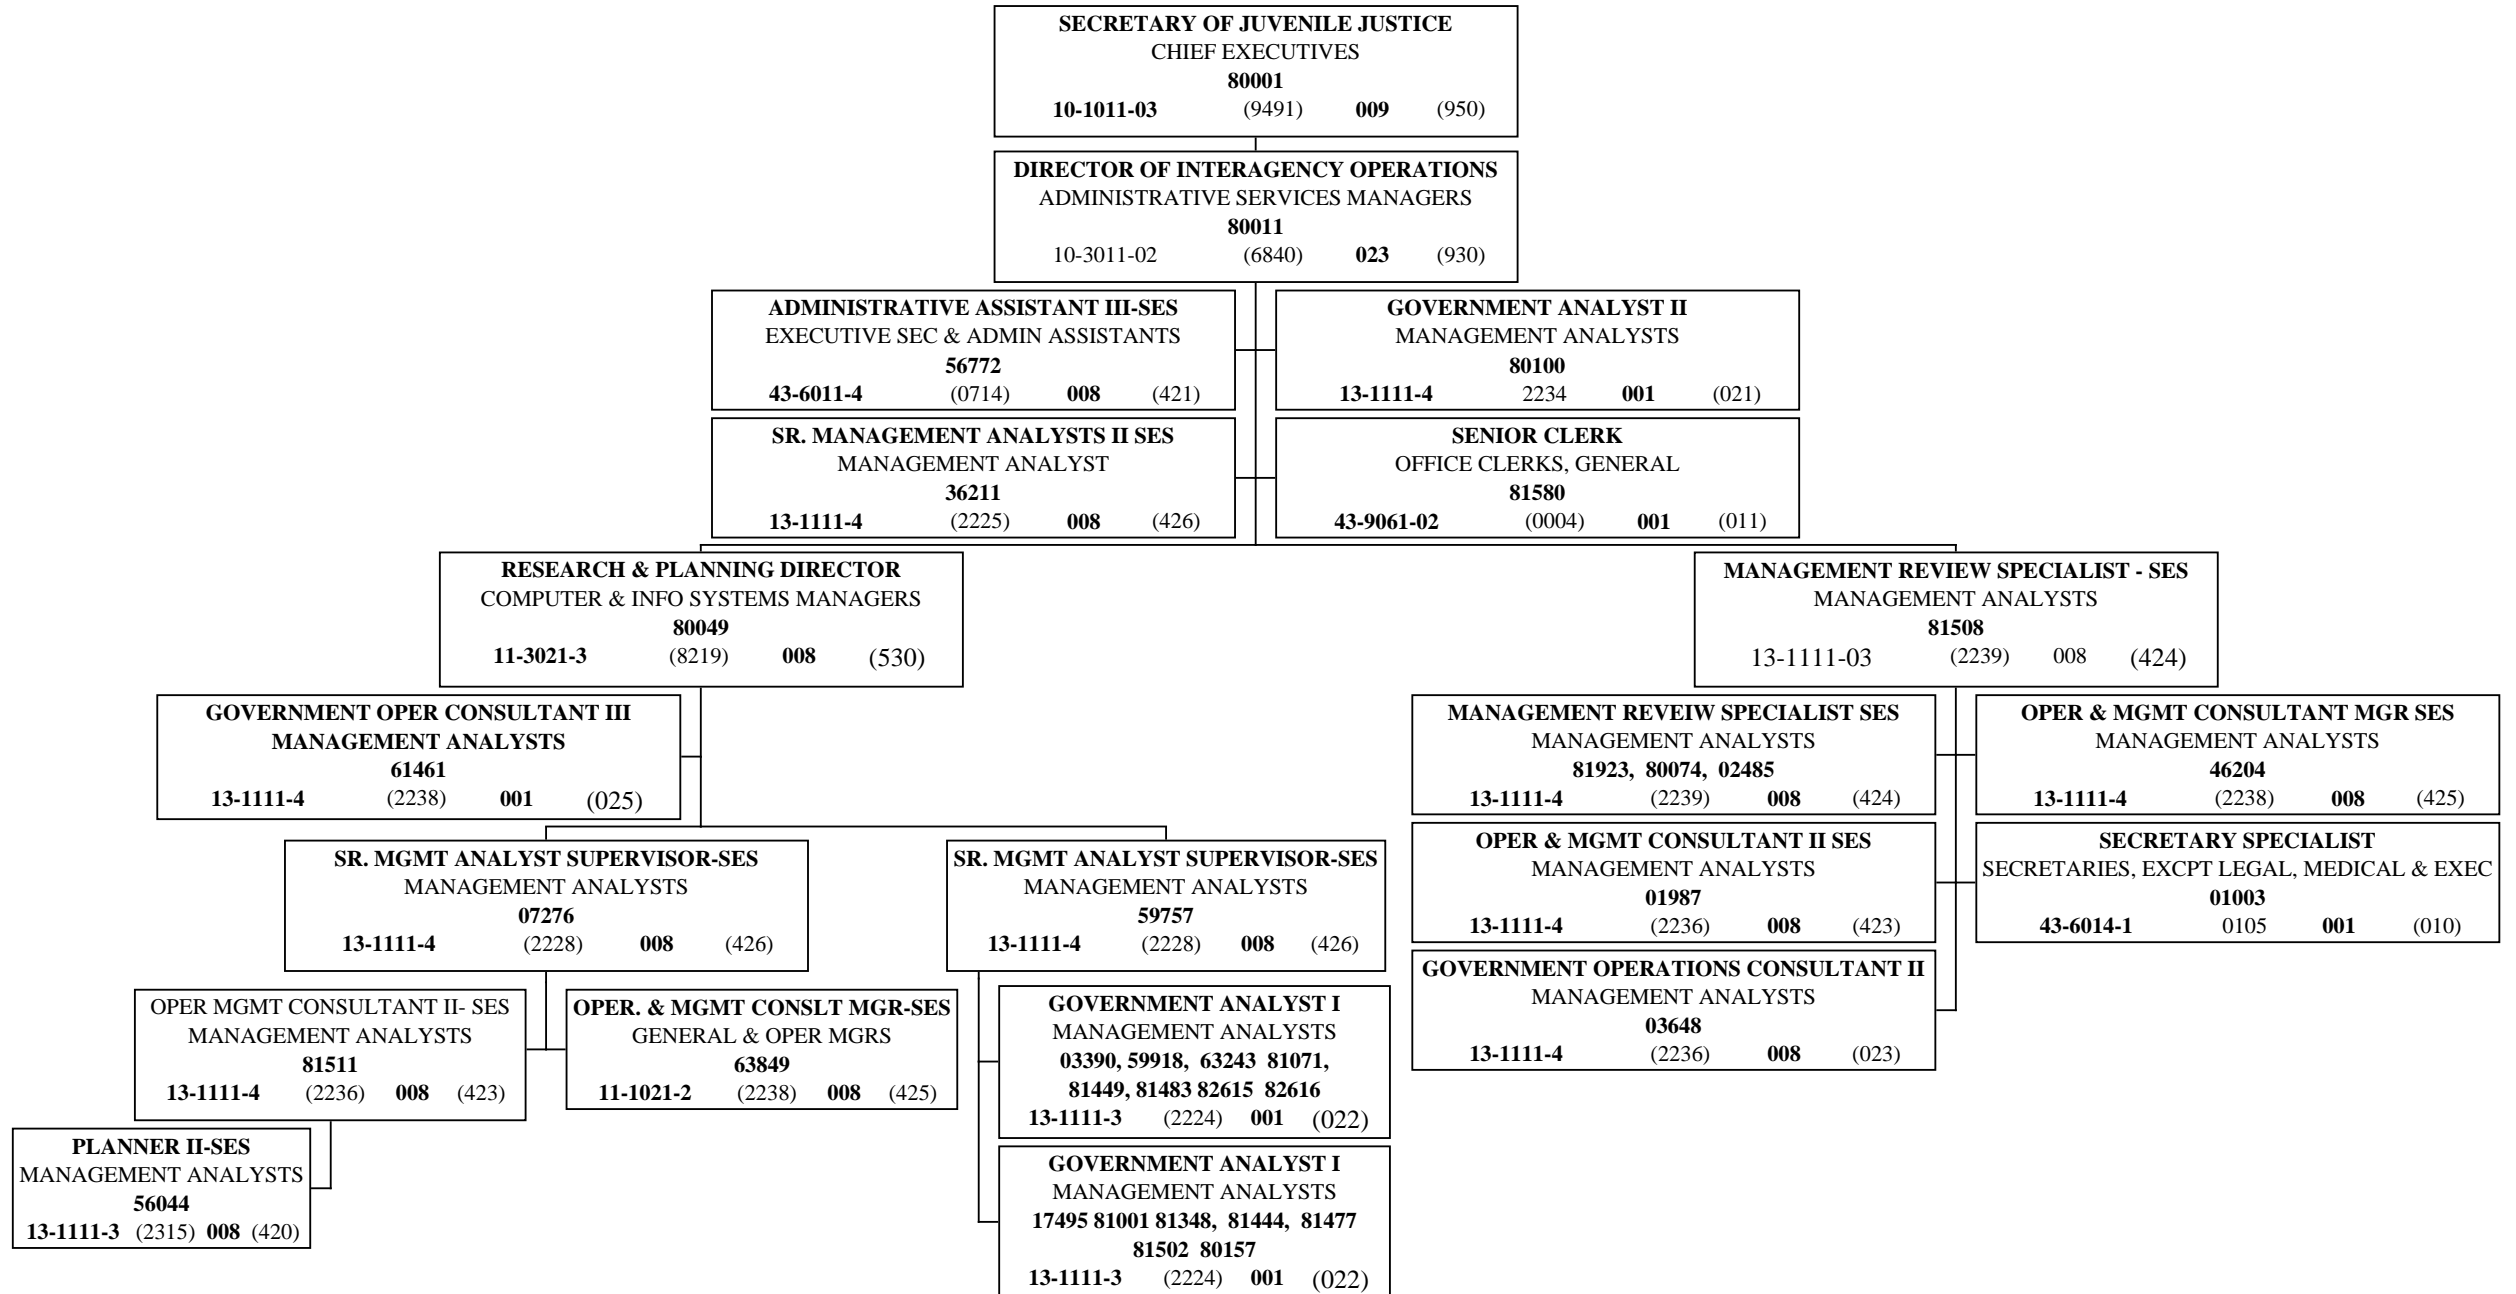 SECRETARY OF JUVENILE JUSTICE
CHIEF EXECUTIVES
80001
10-1011-03 (9491) 009 (950)
DIRECTOR OF INTERAGENCY OPERATIONS
ADMINISTRATIVE SERVICES MANAGERS
80011
10-3011-02 (6840) 023 (930)
ADMINISTRATIVE ASSISTANT III-SES
EXECUTIVE SEC & ADMIN ASSISTANTS
56772
43-6011-4 (0714) 008 (421)
GOVERNMENT ANALYST II
MANAGEMENT ANALYSTS
80100
13-1111-4 2234 001 (021)
SR. MANAGEMENT ANALYSTS II SES
MANAGEMENT ANALYST
36211
13-1111-4 (2225) 008 (426)
SENIOR CLERK
OFFICE CLERKS, GENERAL
81580
43-9061-02 (0004) 001 (011)
RESEARCH & PLANNING DIRECTOR
COMPUTER & INFO SYSTEMS MANAGERS
80049
11-3021-3 (8219) 008 (530)
MANAGEMENT REVIEW SPECIALIST - SES
MANAGEMENT ANALYSTS
81508
13-1111-03 (2239) 008 (424)
GOVERNMENT OPER CONSULTANT III
MANAGEMENT ANALYSTS
61461
13-1111-4 (2238) 001 (025)
MANAGEMENT REVEIW SPECIALIST SES
MANAGEMENT ANALYSTS
81923, 80074, 02485
13-1111-4 (2239) 008 (424)
OPER & MGMT CONSULTANT MGR SES
MANAGEMENT ANALYSTS
46204
13-1111-4 (2238) 008 (425)
SR. MGMT ANALYST SUPERVISOR-SES
MANAGEMENT ANALYSTS
07276
13-1111-4 (2228) 008 (426)
SR. MGMT ANALYST SUPERVISOR-SES
MANAGEMENT ANALYSTS
59757
13-1111-4 (2228) 008 (426)
OPER & MGMT CONSULTANT II SES
MANAGEMENT ANALYSTS
01987
13-1111-4 (2236) 008 (423)
SECRETARY SPECIALIST
SECRETARIES, EXCPT LEGAL, MEDICAL & EXEC
01003
43-6014-1 0105 001 (010)
GOVERNMENT OPERATIONS CONSULTANT II
MANAGEMENT ANALYSTS
03648
13-1111-4 (2236) 008 (023)
OPER MGMT CONSULTANT II- SES
MANAGEMENT ANALYSTS
81511
13-1111-4 (2236) 008 (423)
OPER. & MGMT CONSLT MGR-SES
GENERAL & OPER MGRS
63849
11-1021-2 (2238) 008 (425)
GOVERNMENT ANALYST I
MANAGEMENT ANALYSTS
03390, 59918, 63243 81071,
81449, 81483 82615 82616
13-1111-3 (2224) 001 (022)
PLANNER II-SES
MANAGEMENT ANALYSTS
56044
13-1111-3 (2315) 008 (420)
GOVERNMENT ANALYST I
MANAGEMENT ANALYSTS
17495 81001 81348, 81444, 81477
81502 80157
13-1111-3 (2224) 001 (022)